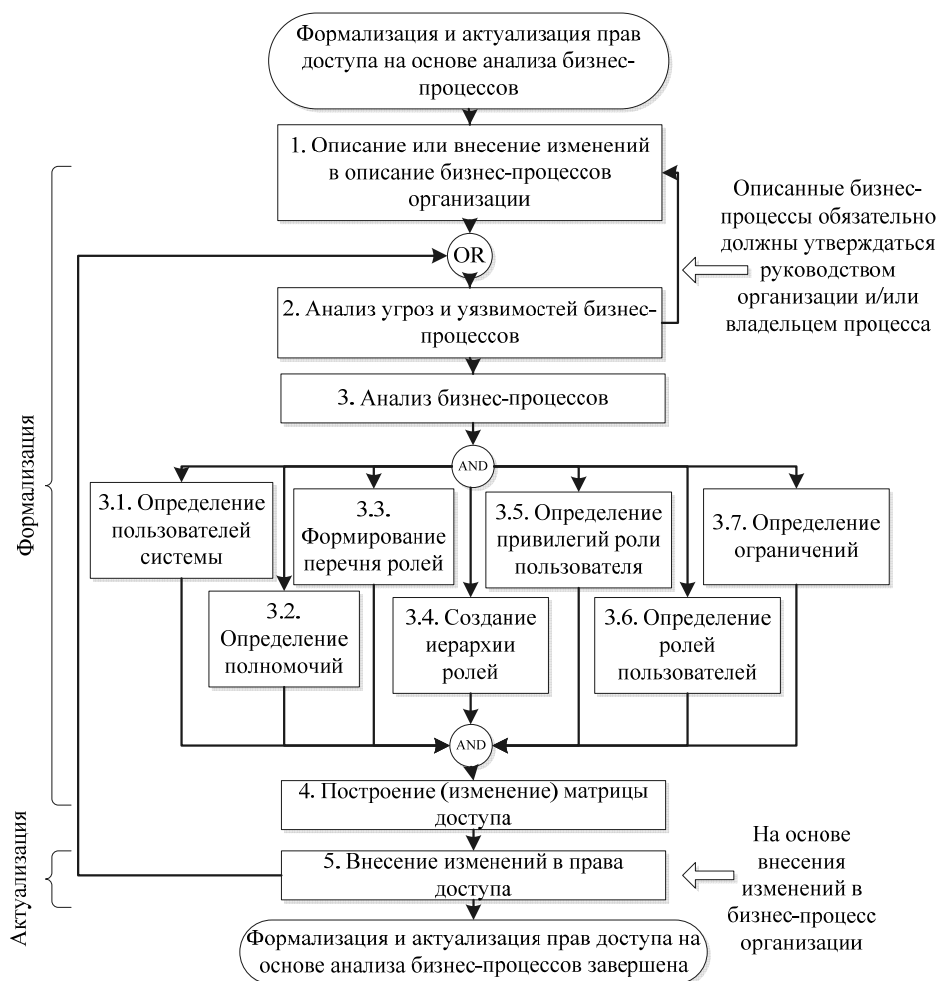 Формализация и актуализация прав
доступа на основе анализа бизнес-
процессов
1. Описание или внесение изменений
в описание бизнес-процессов
организации
Описанные бизнес-
процессы обязательно
должны утверждаться
руководством
организации и/или
владельцем процесса
OR
2. Анализ угроз и уязвимостей бизнес-
процессов
3. Анализ бизнес-процессов
AND
Формализация
3.1. Определение
пользователей
системы
3.3.
Формирование
перечня ролей
3.5. Определение
привилегий роли
пользователя
3.7. Определение
ограничений
3.2.
Определение
полномочий
3.4. Создание
иерархии
ролей
3.6. Определение
ролей
пользователей
AND
4. Построение (изменение) матрицы
доступа
Актуализация
5. Внесение изменений в права
доступа
На основе
внесения
изменений в
бизнес-процесс
организации
Формализация и актуализация прав доступа на
основе анализа бизнес-процессов завершена